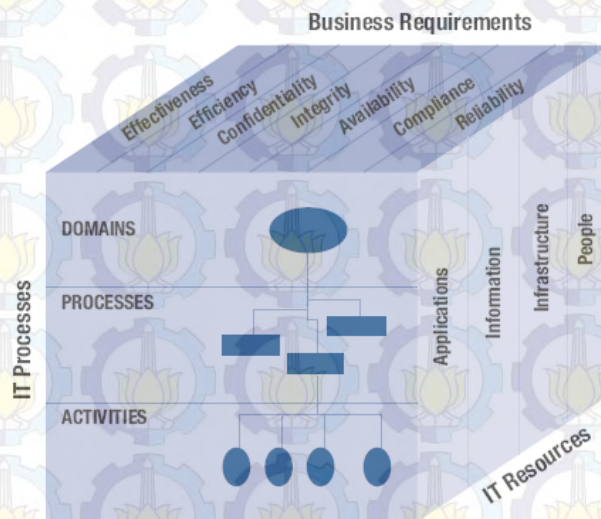 Business Requirements
Effectiveness
Efficiency
Confidentiality
Integrity
Availability
Compliance
Reliability
IT Processes
DOMAINS
PROCESSES
ACTIVITIES
Applications
Information
Infrastructure
People
IT Resources